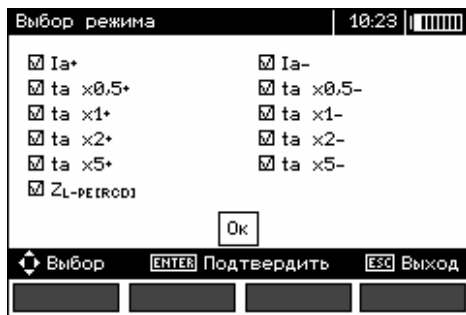 Выбор режима 10:23
☑ Ia+ ☑ Ia-
☑ ta x0,5+ ☑ ta x0,5-
☑ ta x1+ ☑ ta x1-
☑ ta x2+ ☑ ta x2-
☑ ta x5+ ☑ ta x5-
☑ ZL-PE[RCD]
Ок
Выбор ENTER Подтвердить ESC Выход